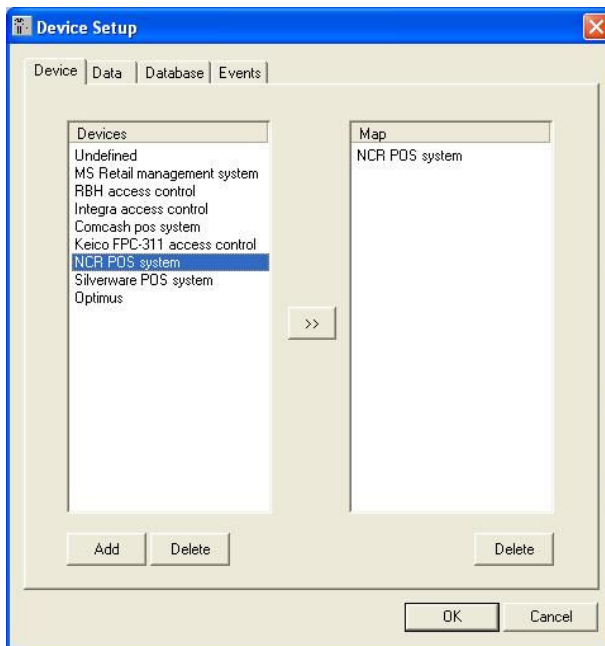 Device Setup
Device Data Database Events
Devices
Undefined
MS Retail management system
RBH access control
Integra access control
Comcash pos system
Keico FPC-311 access control
NCR POS system
Silverware POS system
Optimus
>>
Map
NCR POS system
Add Delete
Delete
OK Cancel